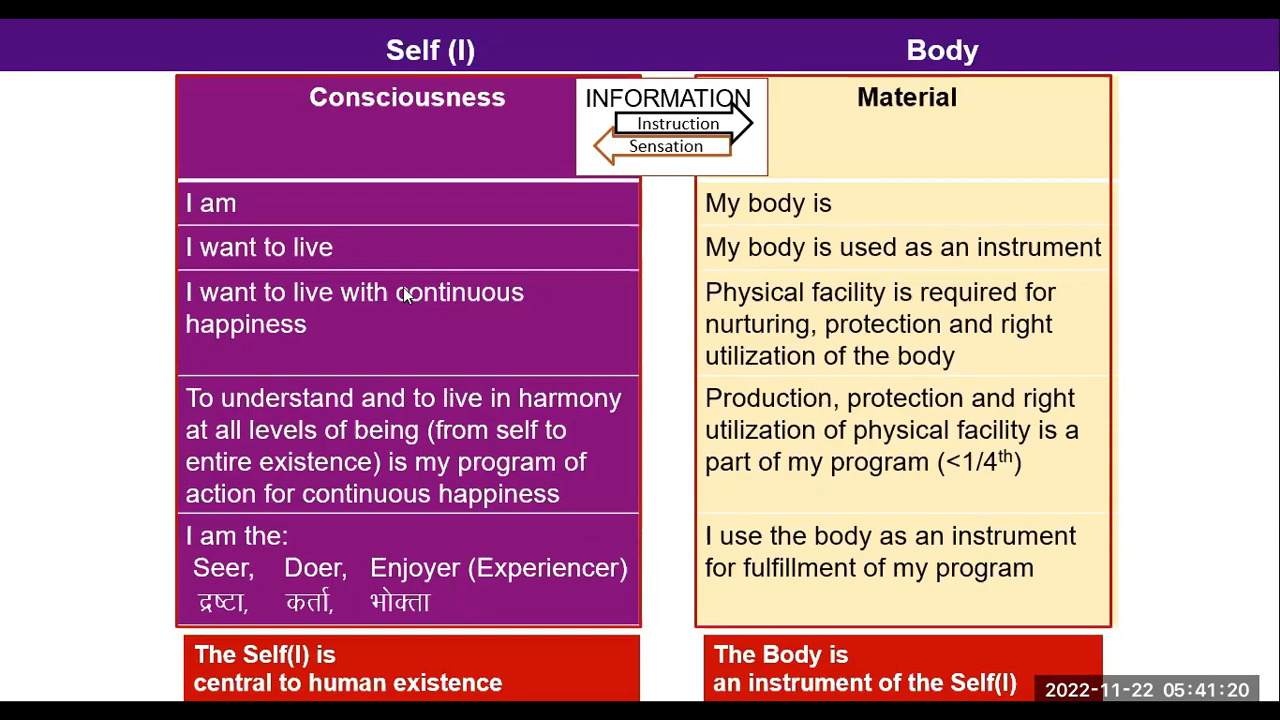 Self (I)
Body
Consciousness
INFORMATION
Instruction
Sensation
Material
I am
My body is
I want to live
My body is used as an instrument
I want to live with continuous
happiness
Physical facility is required for
nurturing, protection and right
utilization of the body
To understand and to live in harmony
at all levels of being (from self to
entire existence) is my program of
action for continuous happiness
Production, protection and right
utilization of physical facility is a
part of my program (<1/4th)
I am the:
Seer, Doer, Enjoyer (Experiencer)
द्रष्टा, कर्ता, भोक्ता
I use the body as an instrument
for fulfillment of my program
The Self(I) is
central to human existence
The Body is
an instrument of the Self(I)
2022-11-22 05:41:20